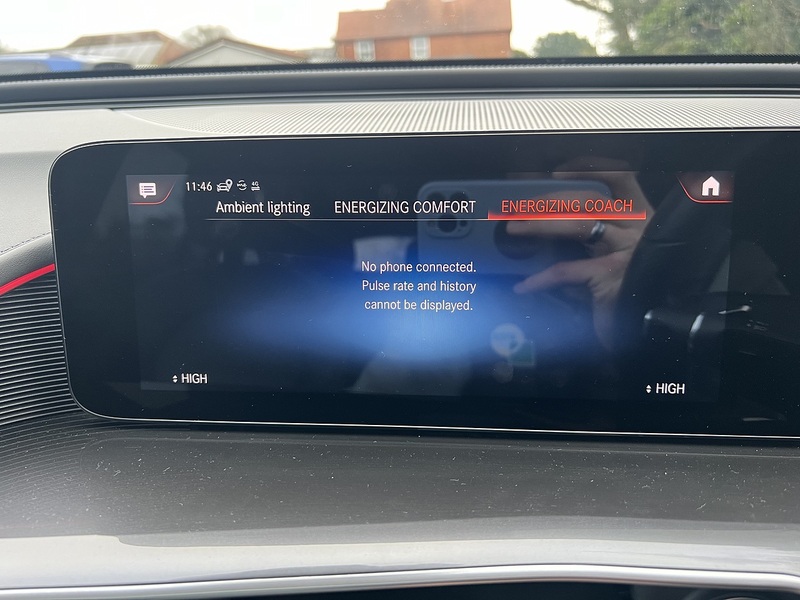 11:46 4G
Ambient lighting ENERGIZING COMFORT ENERGIZING COACH
No phone connected.
Pulse rate and history
cannot be displayed.
HIGH
HIGH